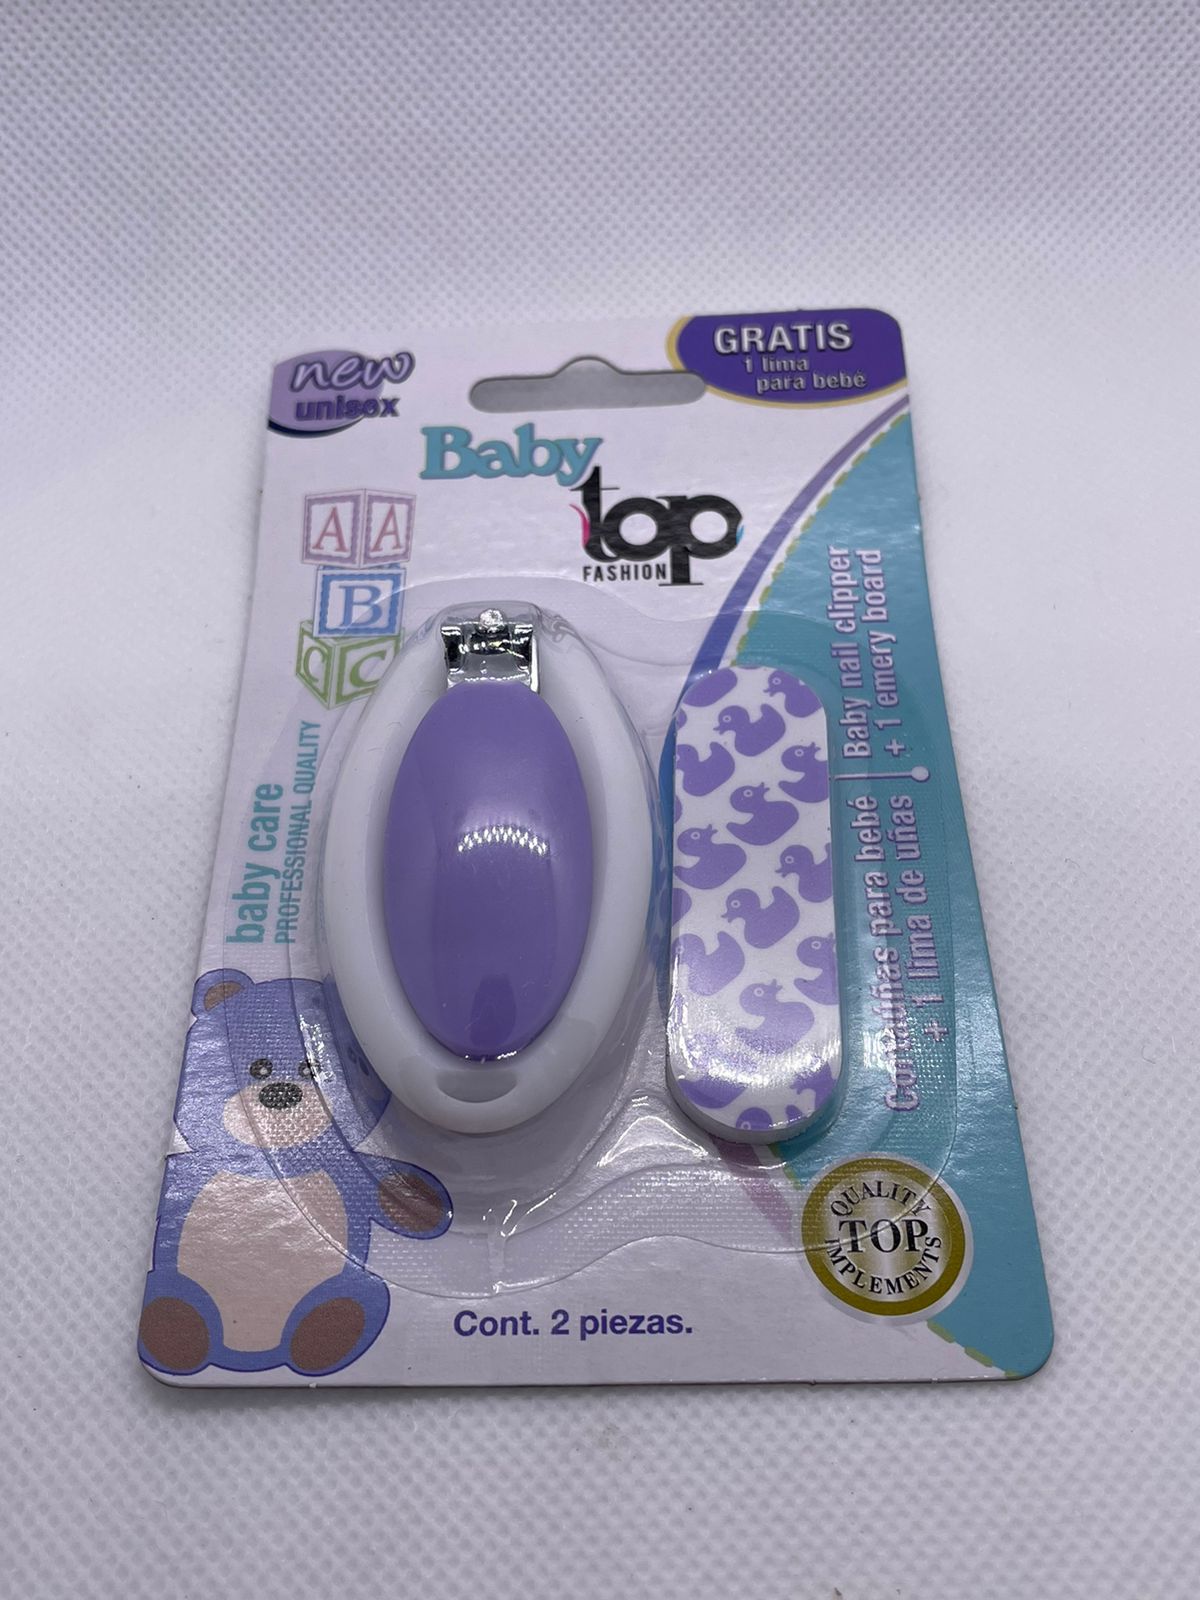 new
unisex
GRATIS
1 lima
para bebé
Baby
top
FASHION
A A
B
C C
baby care
PROFESSIONAL QUALITY
Baby nail clipper
+ 1 emery board
Cortaúñas para bebé
+ 1 lima de uñas
QUALITY
TOP
IMPLEMENTS
Cont. 2 piezas.